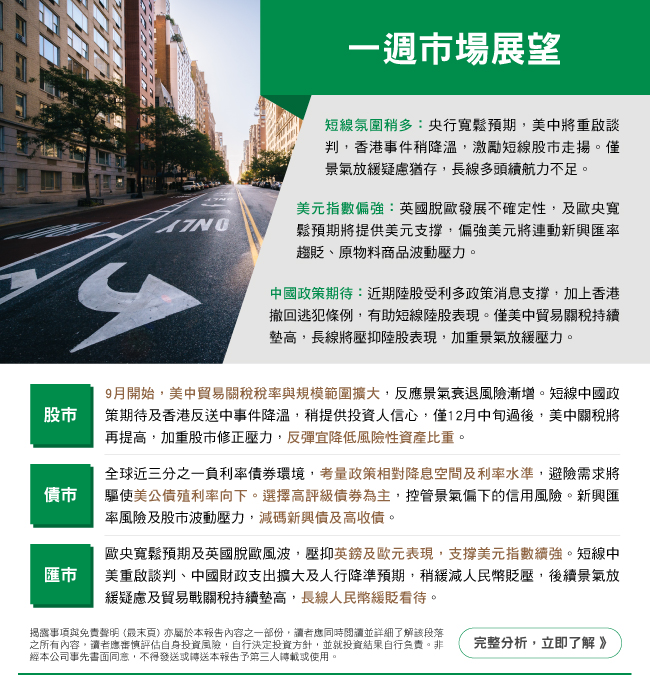 一週市場展望
短線氛圍稍多：央行寬鬆預期，美中將重啟談
判，香港事件稍降溫，激勵短線股市走揚。僅
景氣放緩疑慮猶存，長線多頭續航力不足。
美元指數偏強：英國脫歐發展不確定性，及歐央寬
鬆預期將提供美元支撐，偏強美元將連動新興匯率
趨貶、原物料商品波動壓力。
中國政策期待：近期陸股受利多政策消息支撐，加上香港
撤回逃犯條例，有助短線陸股表現。僅美中貿易關稅持續
墊高，長線將壓抑陸股表現，加重景氣放緩壓力。
ONLY
股市
9月開始，美中貿易關稅稅率與規模範圍擴大，反應景氣衰退風險漸增。短線中國政
策期待及香港反送中事件降溫，稍提供投資人信心，僅12月中旬過後，美中關稅將
再提高，加重股市修正壓力，反彈宜降低風險性資產比重。
債市
全球近三分之一負利率債券環境，考量政策相對降息空間及利率水準，避險需求將
驅使美公債殖利率向下。選擇高評級債券為主，控管景氣偏下的信用風險。新興匯
率風險及股市波動壓力，減碼新興債及高收債。
匯市
歐央寬鬆預期及英國脫歐風波，壓抑英鎊及歐元表現，支撐美元指數續強。短線中
美重啟談判、中國財政支出擴大及人行降準預期，稍緩減人民幣貶壓，後續景氣放
緩疑慮及貿易戰關稅持續墊高，長線人民幣緩貶看待。
揭露事項與免責聲明 (最末頁) 亦屬於本報告內容之一部份，讀者應同時閱讀並詳細了解該段落
之所有內容，讀者應審慎評估自身投資風險，自行決定投資方針，並就投資結果自行負責。非
經本公司事先書面同意，不得發送或轉送本報告予第三人轉載或使用。
完整分析，立即了解 》